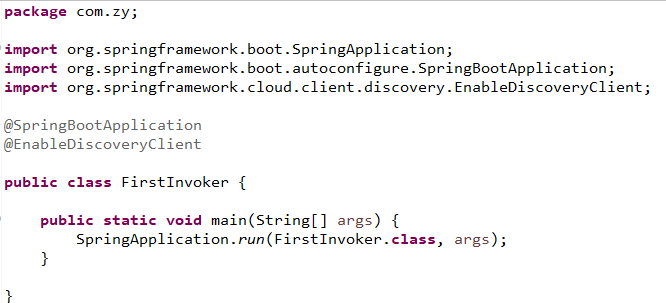 package com.zy;
import org.springframework.boot.SpringApplication;
import org.springframework.boot.autoconfigure.SpringBootApplication;
import org.springframework.cloud.client.discovery.EnableDiscoveryClient;
@SpringBootApplication
@EnableDiscoveryClient
public class FirstInvoker {
public static void main(String[] args) {
SpringApplication.run(FirstInvoker.class, args);
}
}